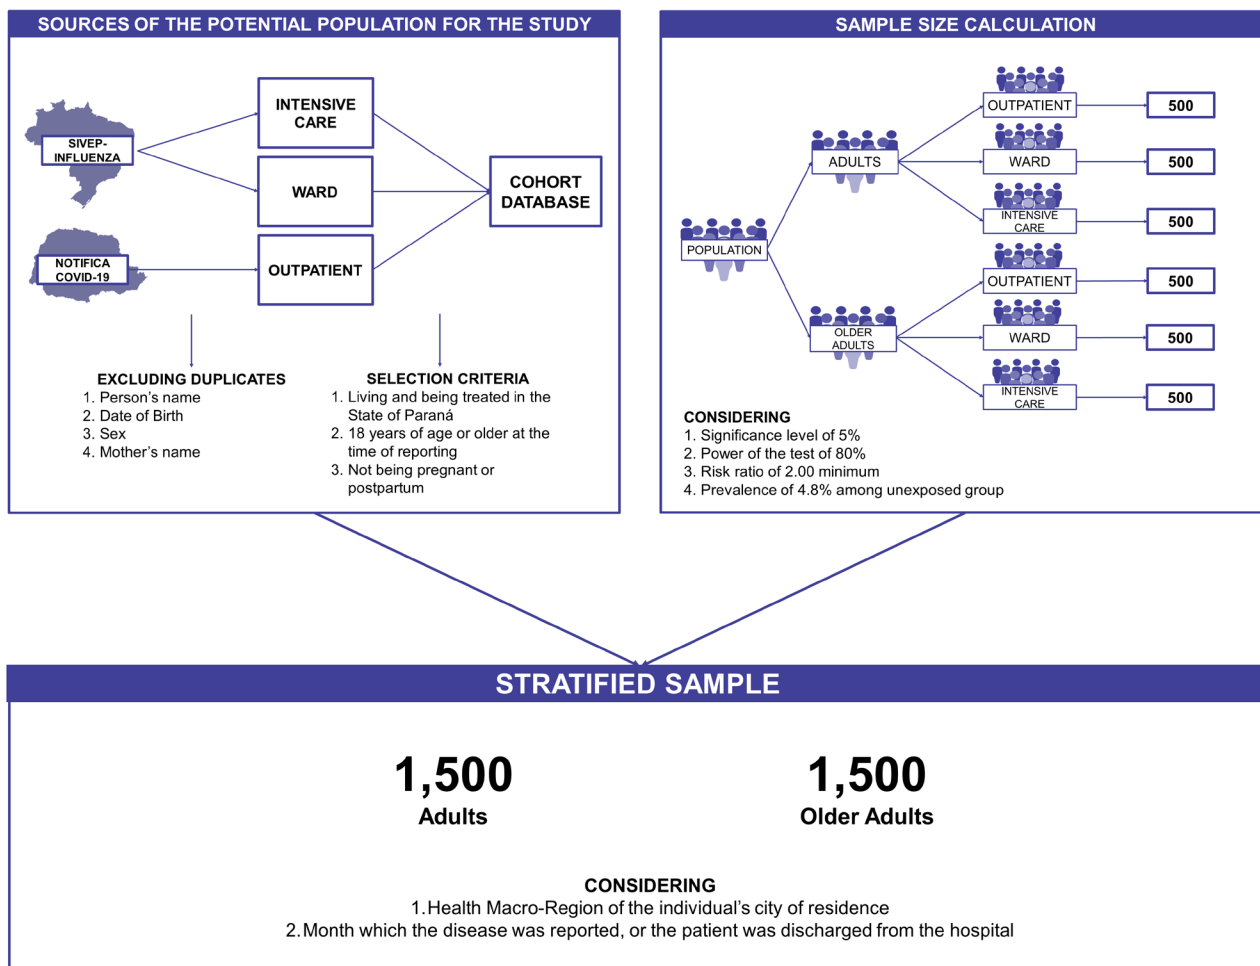 SOURCES OF THE POTENTIAL POPULATION FOR THE STUDY
SIVEP-
INFLUENZA
NOTIFICA
COVID-19
INTENSIVE
CARE
WARD
OUTPATIENT
COHORT
DATABASE
EXCLUDING DUPLICATES
1. Person's name
2. Date of Birth
3. Sex
4. Mother's name
SELECTION CRITERIA
1. Living and being treated in the
State of Paraná
2. 18 years of age or older at the
time of reporting
3. Not being pregnant or
postpartum
SAMPLE SIZE CALCULATION
POPULATION
ADULTS
OUTPATIENT
500
WARD
500
INTENSIVE
CARE
500
OLDER
ADULTS
OUTPATIENT
500
WARD
500
INTENSIVE
CARE
500
CONSIDERING
1. Significance level of 5%
2. Power of the test of 80%
3. Risk ratio of 2.00 minimum
4. Prevalence of 4.8% among unexposed group
STRATIFIED SAMPLE
1,500
Adults
1,500
Older Adults
CONSIDERING
1.Health Macro-Region of the individual's city of residence
2.Month which the disease was reported, or the patient was discharged from the hospital